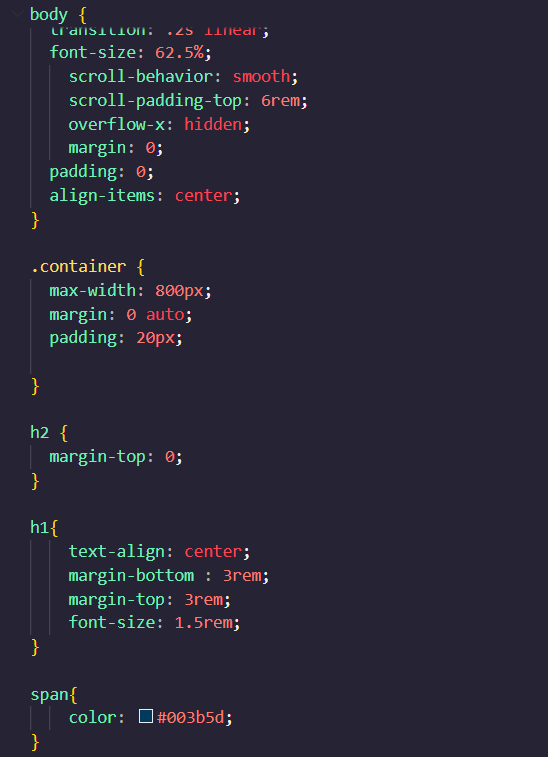 body {
transition: .2s linear;
font-size: 62.5%;
scroll-behavior: smooth;
scroll-padding-top: 6rem;
overflow-x: hidden;
margin: 0;
padding: 0;
align-items: center;
}
.container {
max-width: 800px;
margin: 0 auto;
padding: 20px;
}
h2 {
margin-top: 0;
}
h1{
text-align: center;
margin-bottom : 3rem;
margin-top: 3rem;
font-size: 1.5rem;
}
span{
color: #003b5d;
}